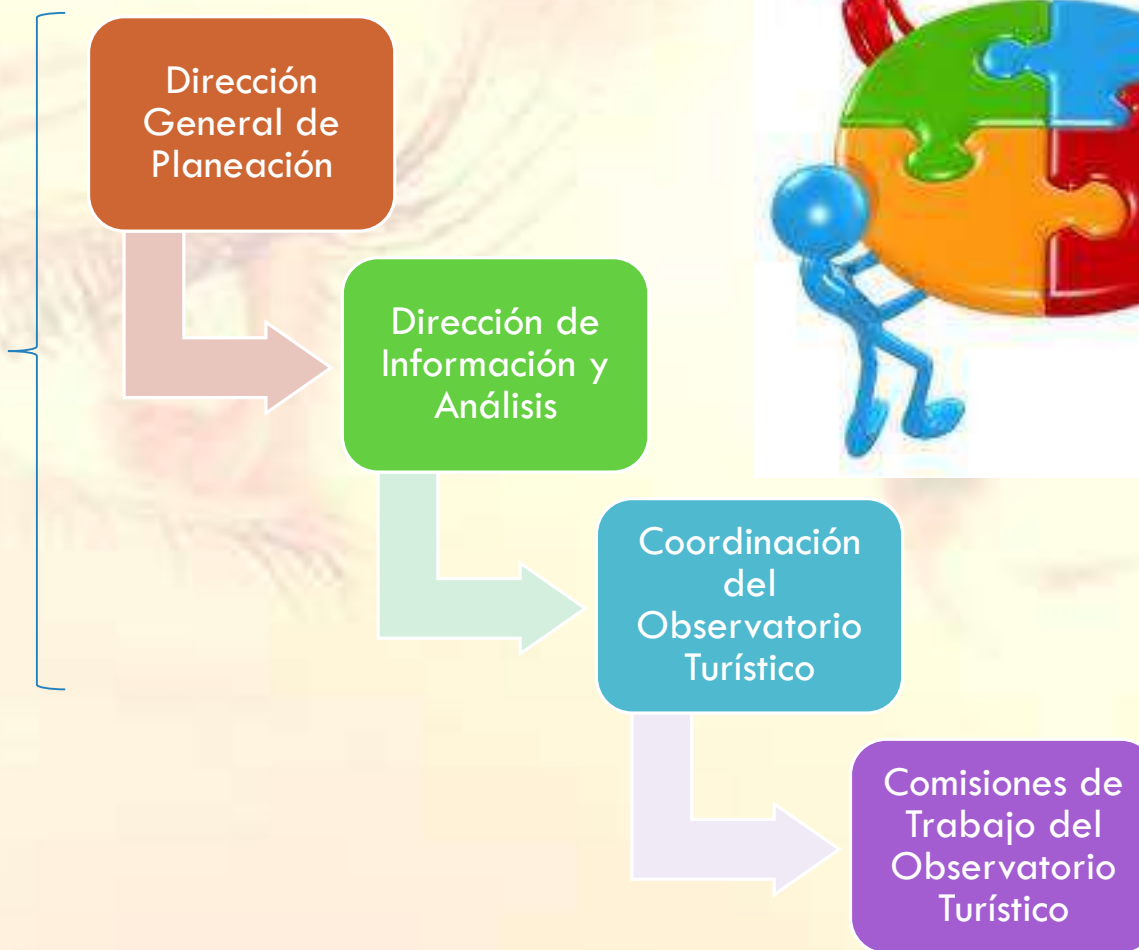 Dirección
General de
Planeación
Dirección de
Información y
Análisis
Coordinación
del
Observatorio
Turístico
Comisiones de
Trabajo del
Observatorio
Turístico